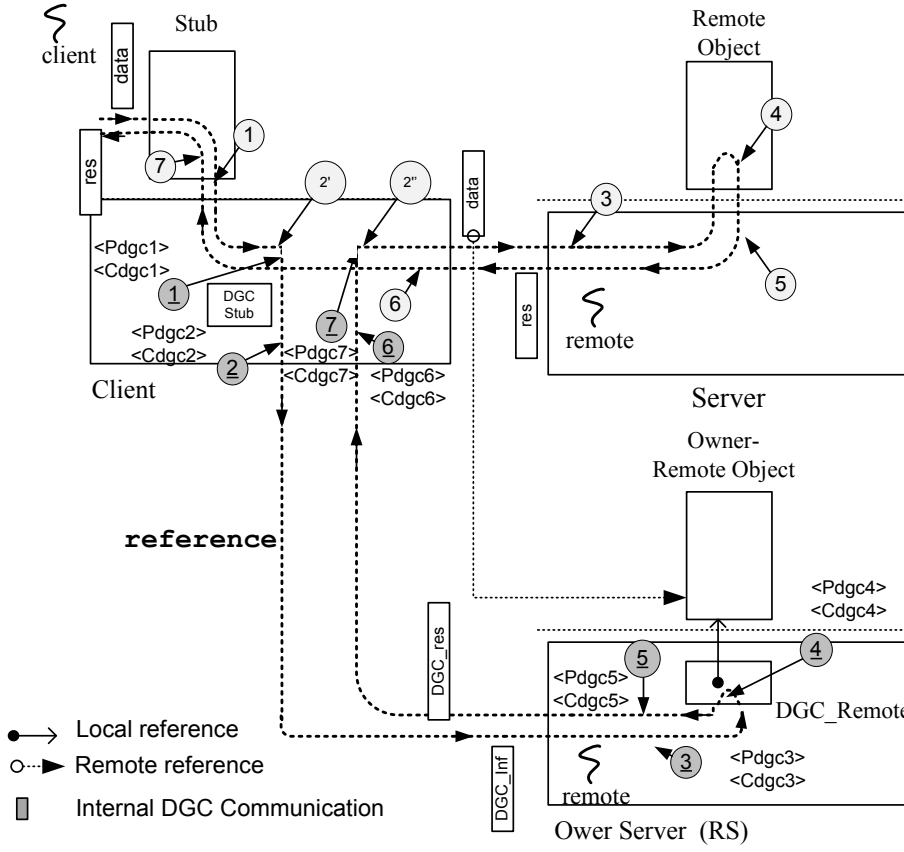 client
Stub
data
Remote
Object
1
4
7
res
2'
2''
data
3
<Pdgc1>
<Cdgc1>
1
DGC
Stub
7
6
res
5
remote
<Pdgc2>
<Cdgc2>
2
<Pdgc7>
<Cdgc7>
6
<Pdgc6>
<Cdgc6>
Client
Server
Owner-
Remote Object
reference
<Pdgc4>
<Cdgc4>
DGC_res
<Pdgc5>
<Cdgc5>
5
4
DGC_Remote
Local reference
Remote reference
Internal DGC Communication
DGC_Inf
remote
3
<Pdgc3>
<Cdgc3>
Ower Server (RS)